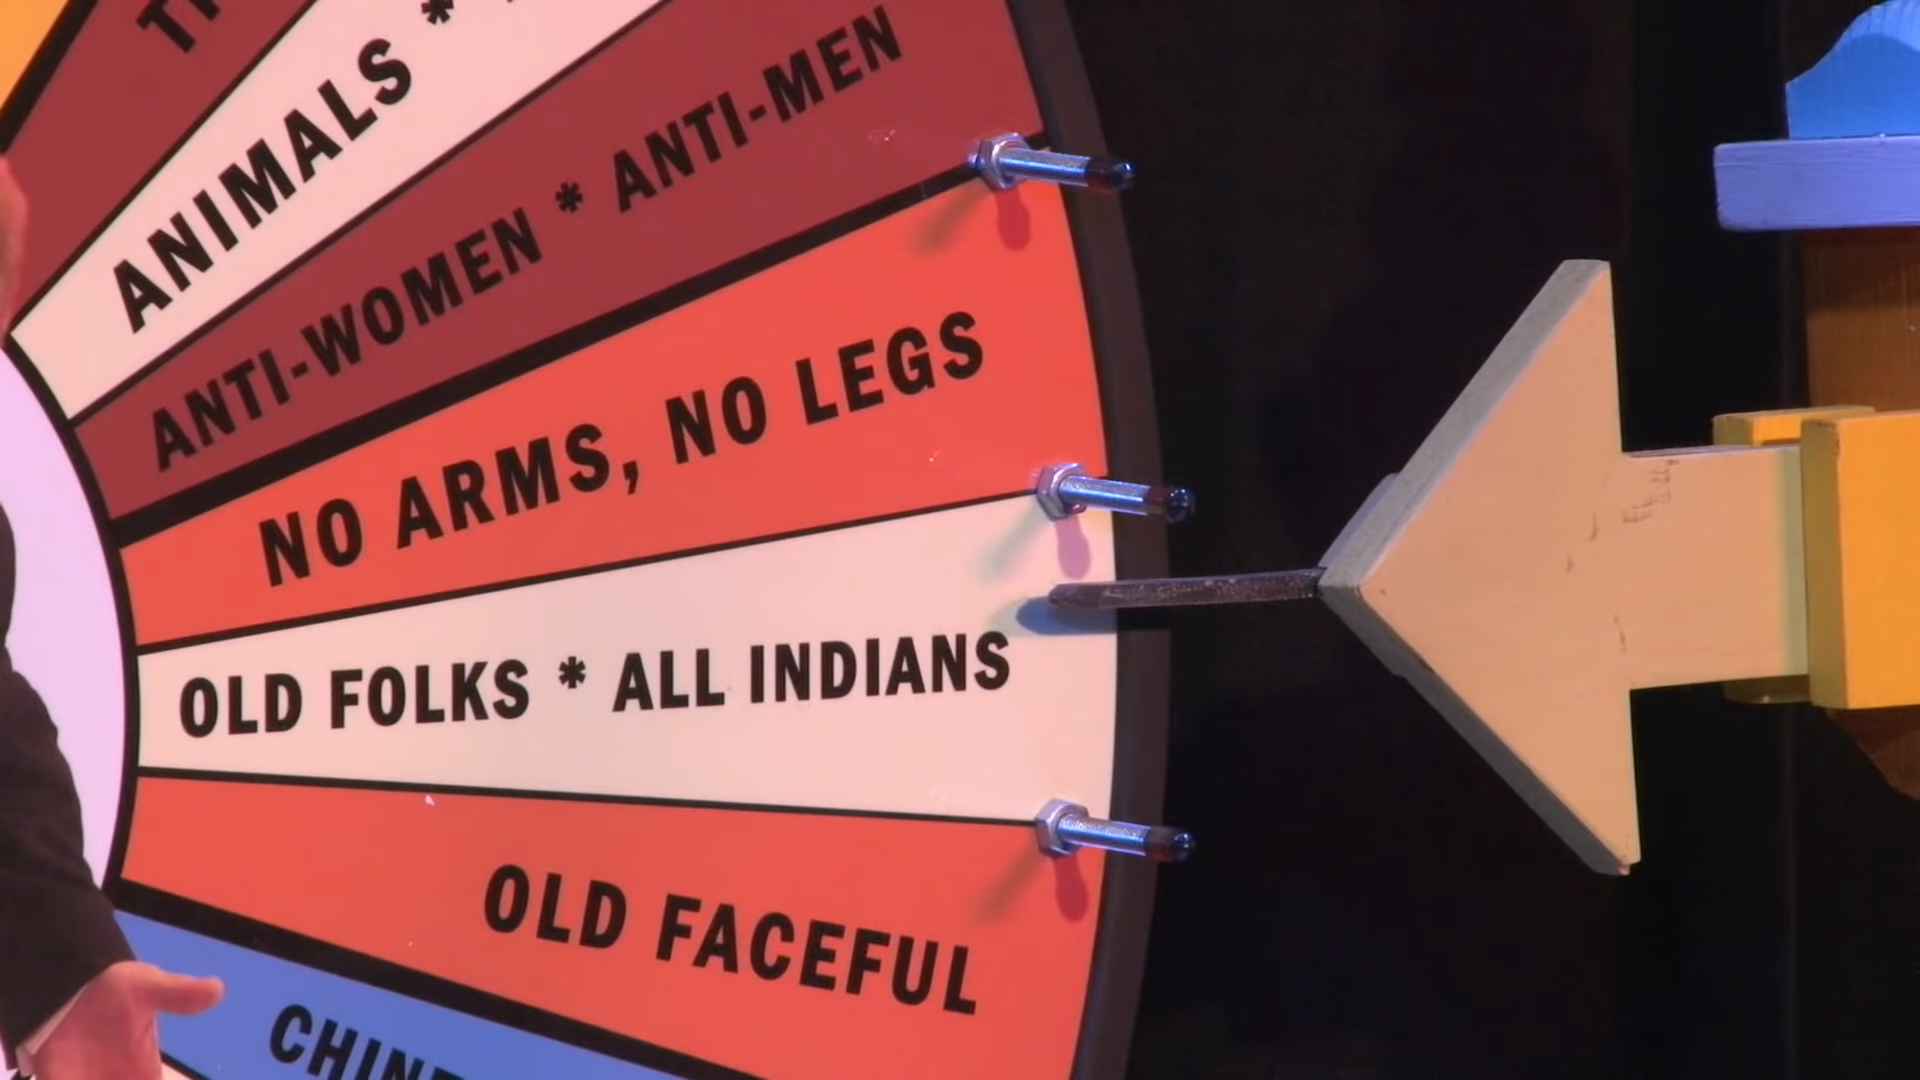 ANIMALS *
ANTI-WOMEN * ANTI-MEN
NO ARMS, NO LEGS
OLD FOLKS * ALL INDIANS
OLD FACEFUL